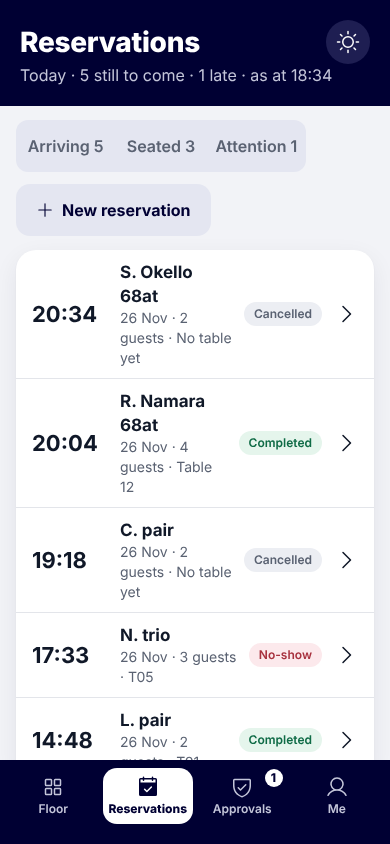 Reservations
Today · 5 still to come · 1 late · as at 18:34
Arriving 5 Seated 3 Attention 1
New reservation
20:34
S. Okello
68at
26 Nov · 2
guests · No table
yet
Cancelled
20:04
R. Namara
68at
26 Nov · 4
guests · Table
12
Completed
19:18
C. pair
26 Nov · 2
guests · No table
yet
Cancelled
17:33
N. trio
26 Nov · 3 guests
· T05
No-show
14:48
L. pair
26 Nov · 2
Completed
1
Floor Reservations Approvals Me